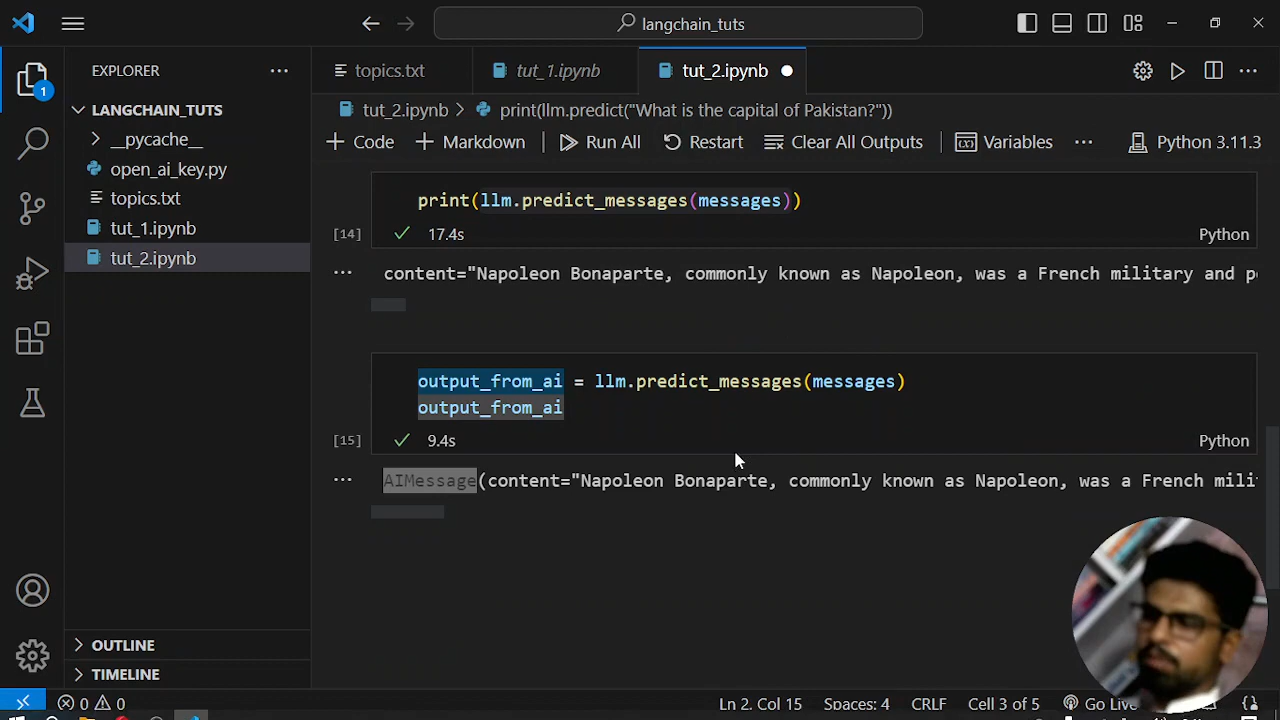 langchain_tuts
EXPLORER
topics.txt
tut_1.ipynb
tut_2.ipynb
1
LANGCHAIN_TUTS
tut_2.ipynb > print(llm.predict("What is the capital of Pakistan?"))
__pycache__
Code
Markdown
Run All
Restart
Clear All Outputs
Variables
Python 3.11.3
open_ai_key.py
topics.txt
tut_1.ipynb
tut_2.ipynb
print(llm.predict_messages(messages))
[14]
17.4s
Python
content="Napoleon Bonaparte, commonly known as Napoleon, was a French military and
output_from_ai = llm.predict_messages(messages)
output_from_ai
[15]
9.4s
Python
AIMessage(content="Napoleon Bonaparte, commonly known as Napoleon, was a French
OUTLINE
TIMELINE
0 0
Ln 2. Col 15
Spaces: 4
CRLF
Cell 3 of 5
Go Live